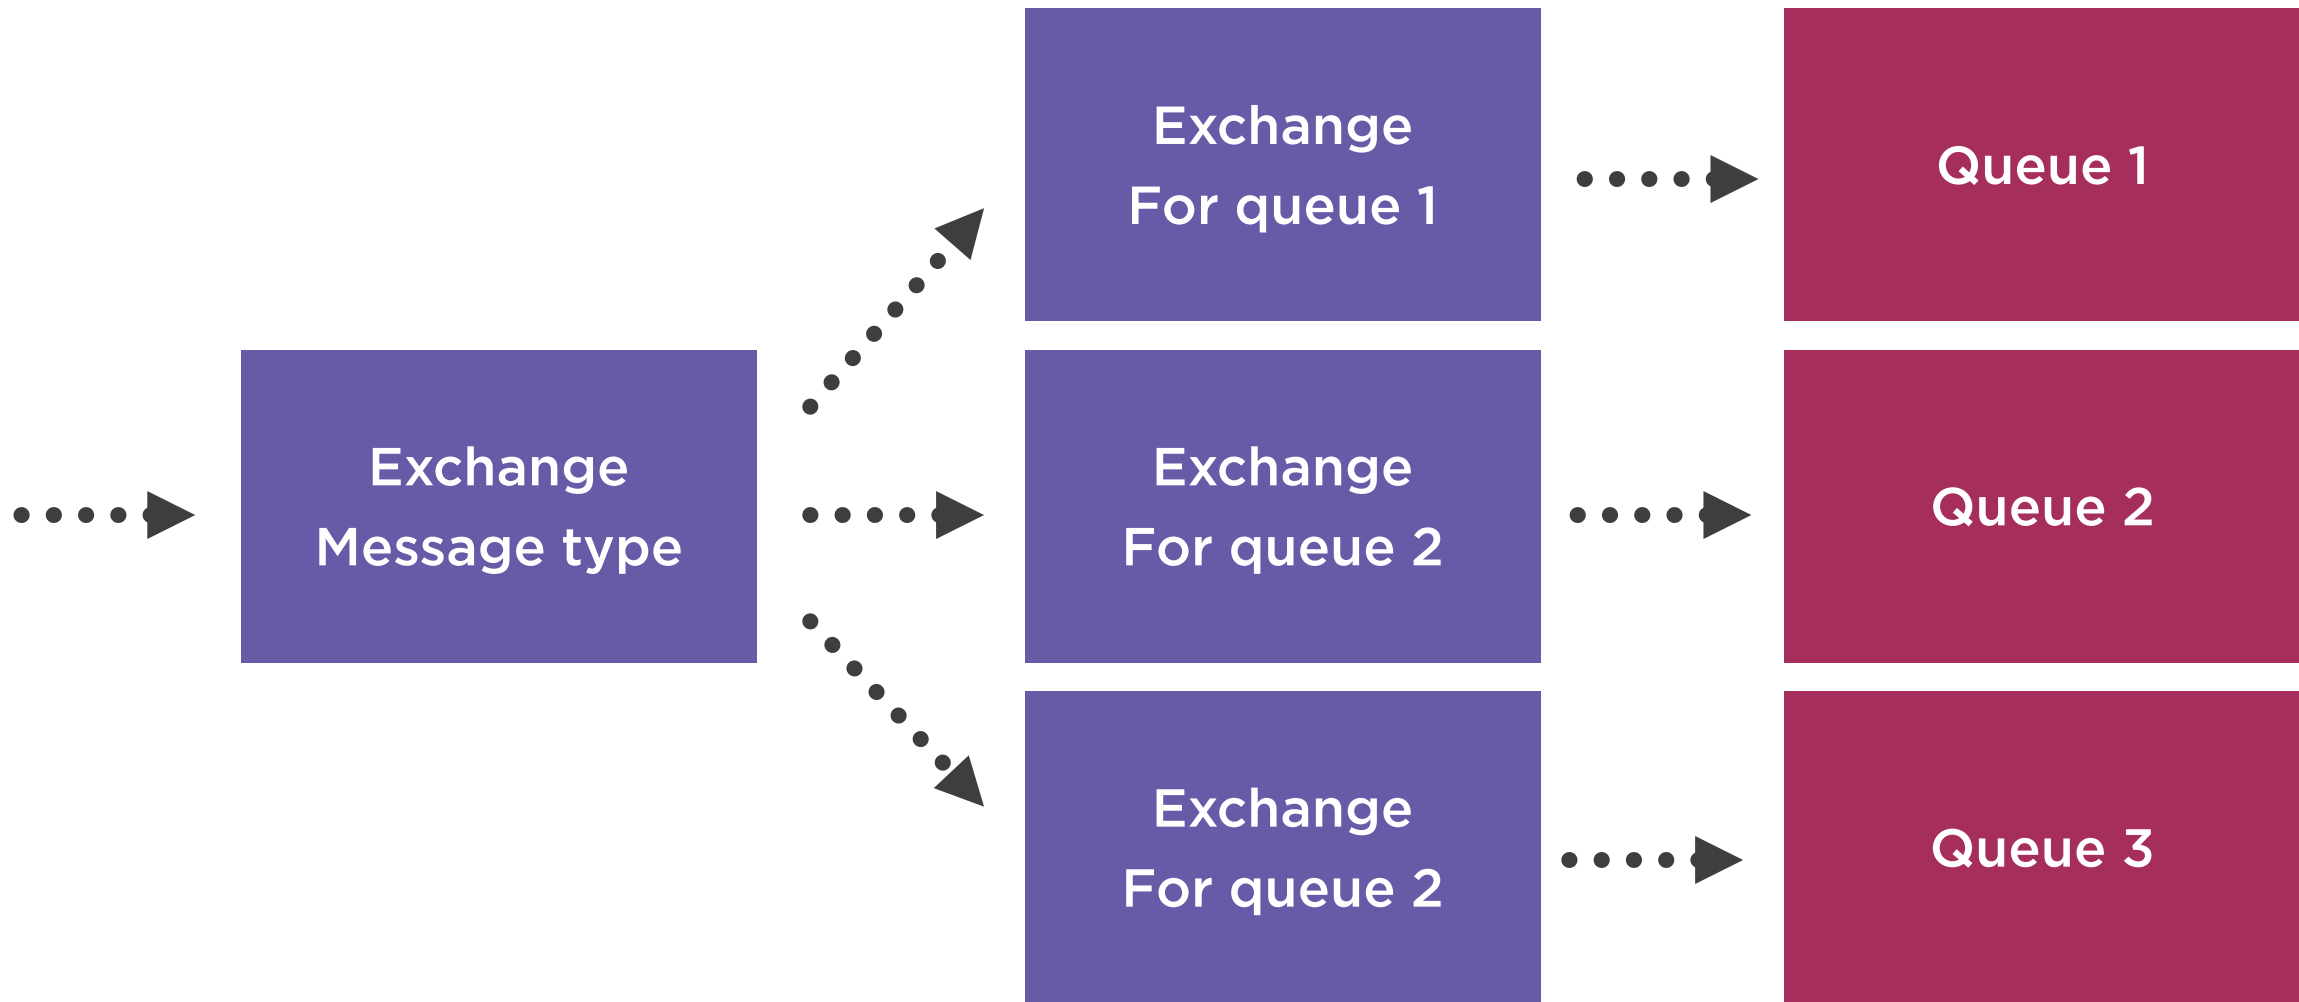 Exchange
Message type
Exchange
For queue 1
Queue 1
Exchange
For queue 2
Queue 2
Exchange
For queue 2
Queue 3